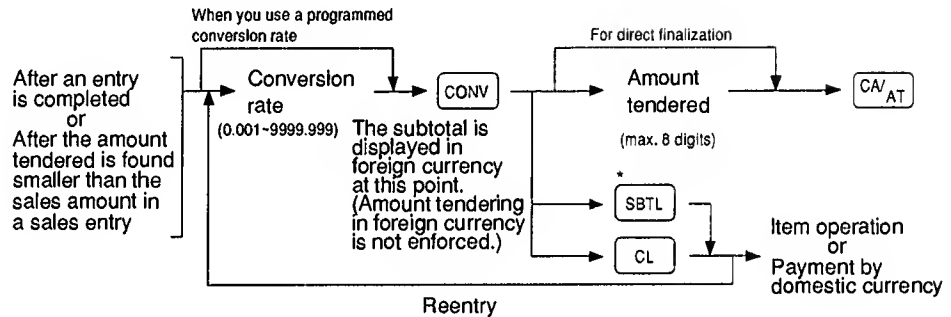 When you use a programmed
conversion rate
For direct finalization
After an entry
is completed
or
After the amount
tendered is found
smaller than the
sales amount in
a sales entry
Conversion
rate
(0.001~9999.999)
CONV
The subtotal is
displayed in
foreign currency
at this point.
(Amount tendering
in foreign currency
is not enforced.)
Amount
tendered
(max. 8 digits)
CA/AT
*
SBTL
CL
Item operation
or
Payment by
domestic currency
Reentry